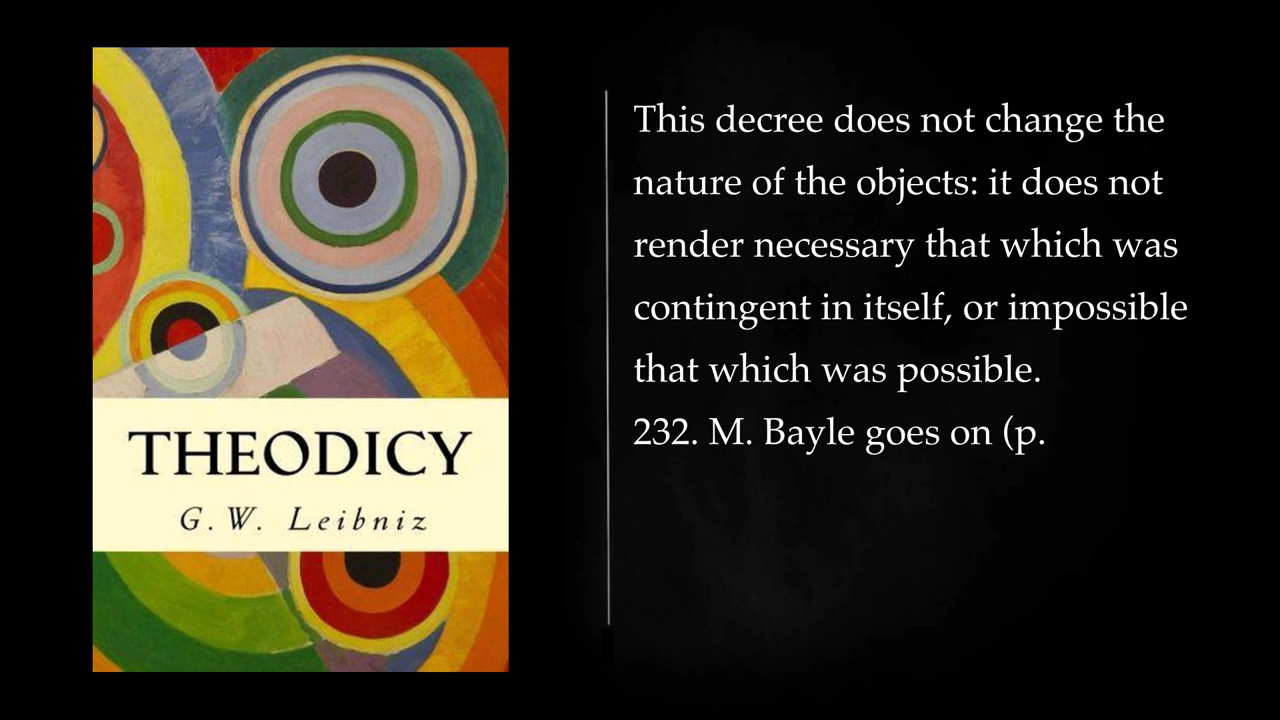 THEODICY
G. W. Leibniz
This decree does not change the
nature of the objects: it does not
render necessary that which was
contingent in itself, or impossible
that which was possible.
232. M. Bayle goes on (p.